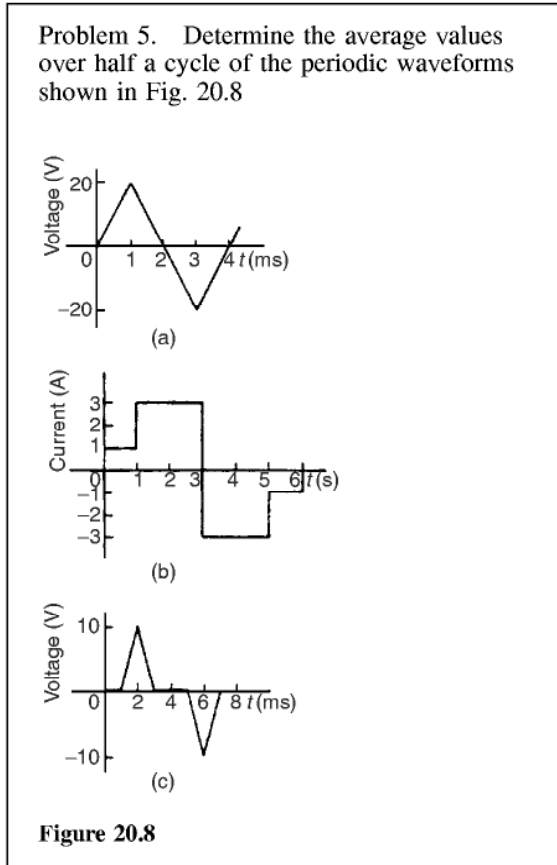 Problem 5. Determine the average values
over half a cycle of the periodic waveforms
shown in Fig. 20.8
Voltage (V)
20
0 1 2 3 4 t (ms)
−20
(a)
Current (A)
3
2
1
0 1 2 3 4 5 6 t (s)
−1
−2
−3
(b)
Voltage (V)
10
0 2 4 6 8 t (ms)
−10
(c)
Figure 20.8